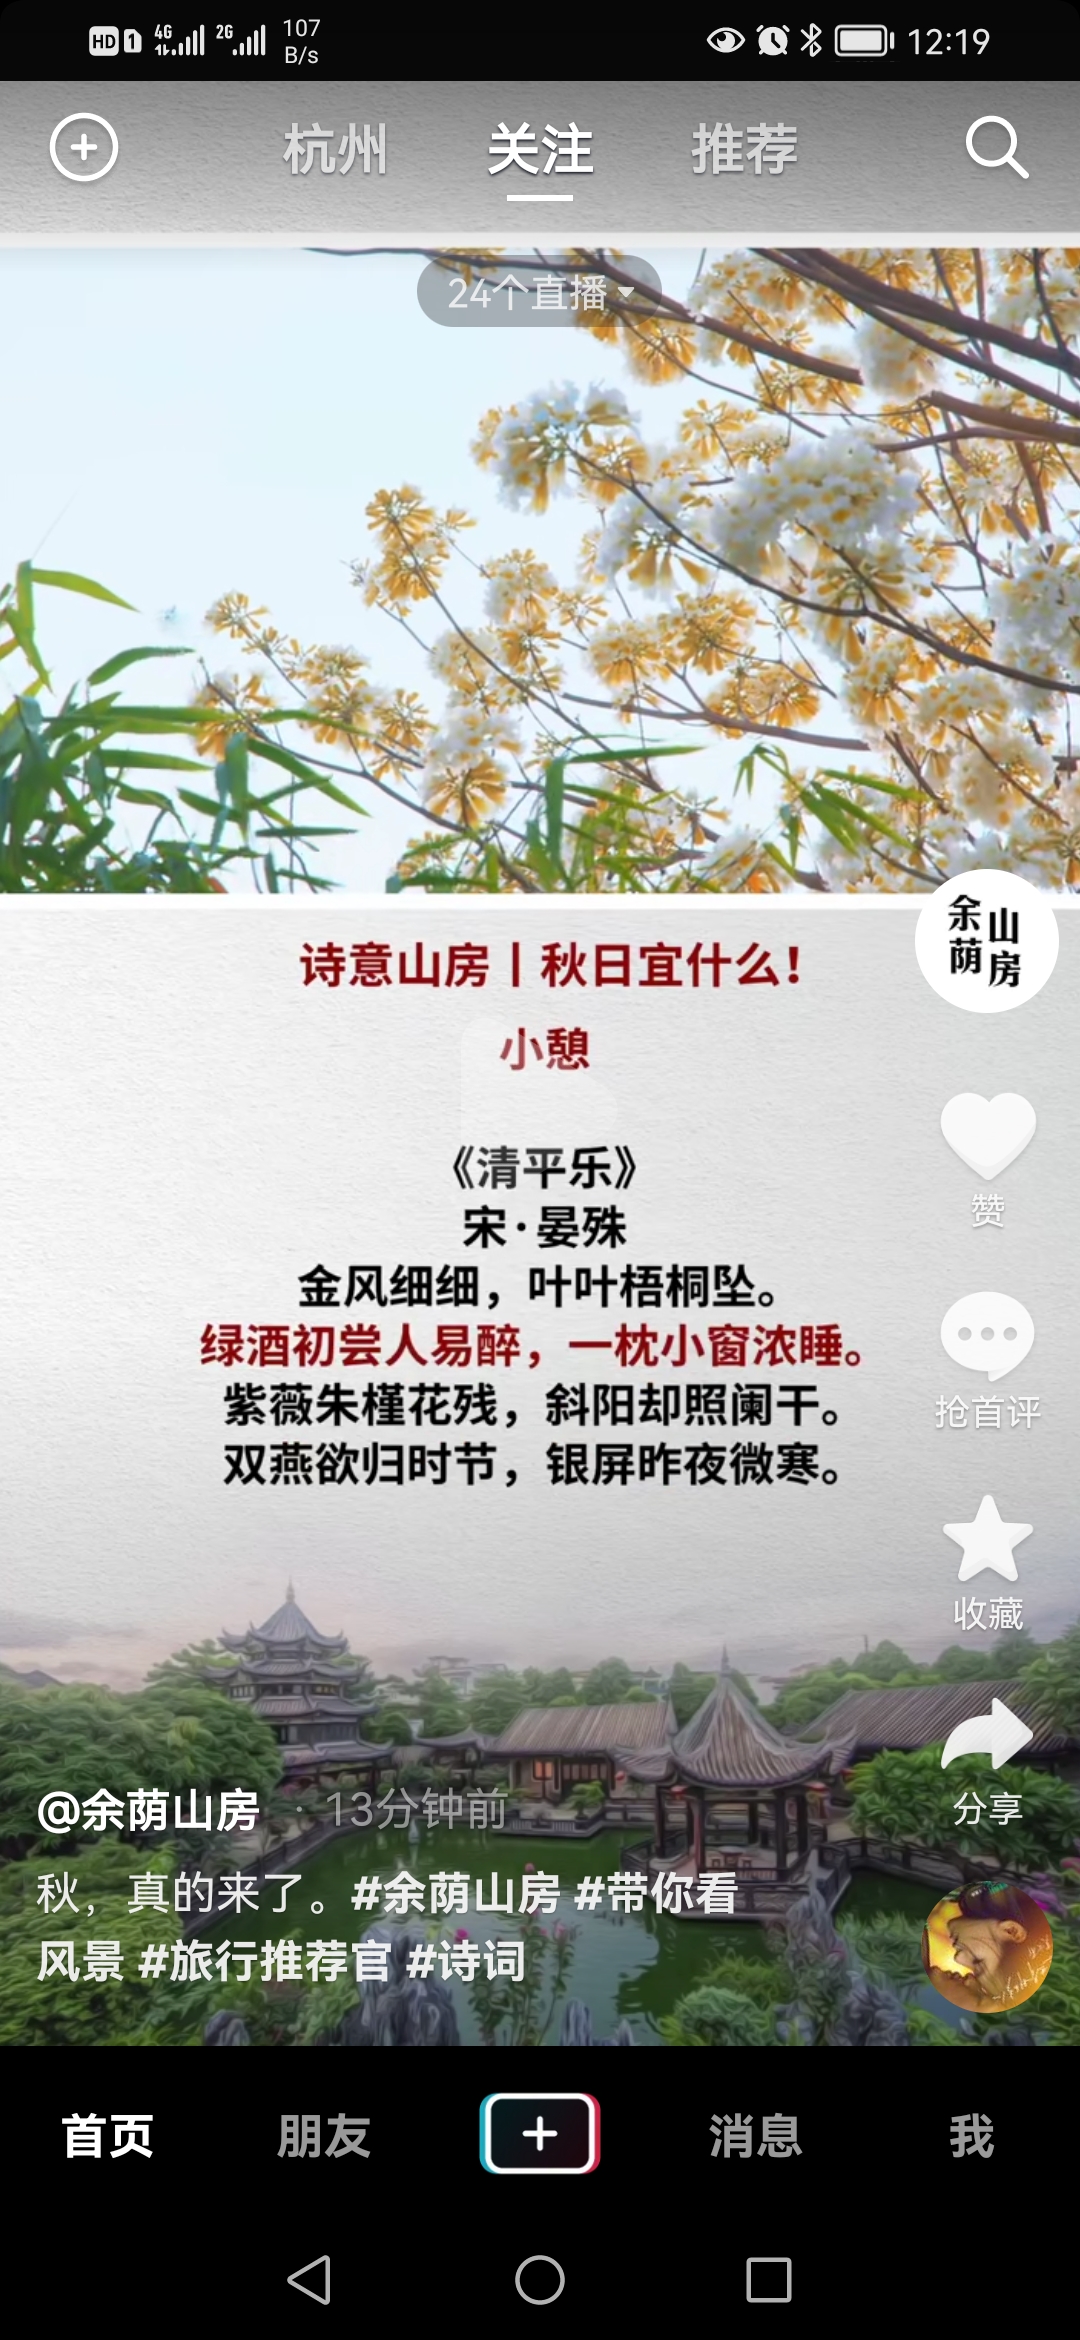 HD 1 4G 2G 107 B/s 12:19
杭州 关注 推荐
24个直播
余荫山房
诗意山房丨秋日宜什么！
小憩
《清平乐》
宋·晏殊
金风细细，叶叶梧桐坠。
绿酒初尝人易醉，一枕小窗浓睡。
紫薇朱槿花残，斜阳却照阑干。
双燕欲归时节，银屏昨夜微寒。
赞
抢首评
收藏
分享
@余荫山房 · 13分钟前
秋，真的来了。#余荫山房 #带你看
风景 #旅行推荐官 #诗词
首页 朋友 消息 我